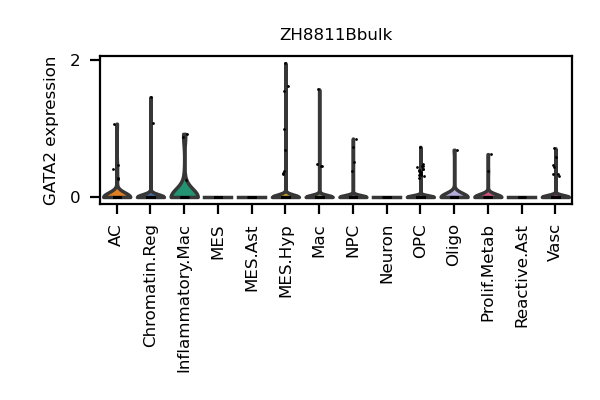 ZH8811Bbulk
GATA2 expression
2
0
AC
Chromatin.Reg
Inflammatory.Mac
MES
MES.Ast
MES.Hyp
Mac
NPC
Neuron
OPC
Oligo
Prolif.Metab
Reactive.Ast
Vasc